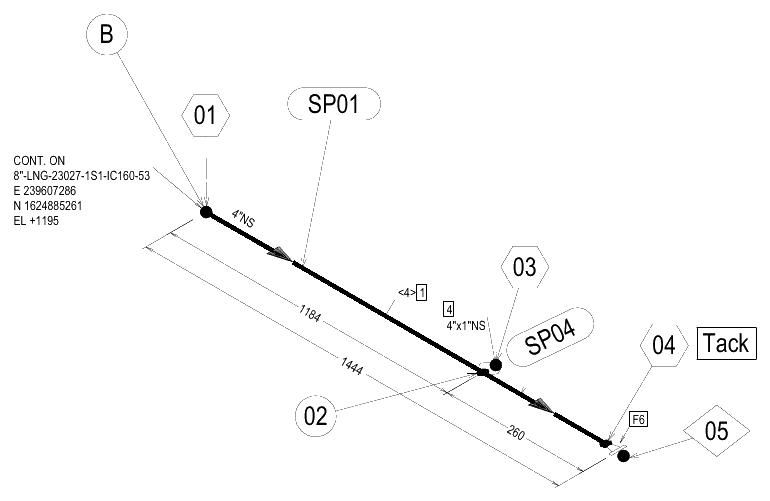 B
01
SP01
CONT. ON
8"-LNG-23027-1S1-IC160-53
E 239607286
N 1624885261
EL +1195
4"NS
03
<4> 1
4
4"x1"NS
1184
SP04
04
Tack
1444
02
260
F6
05